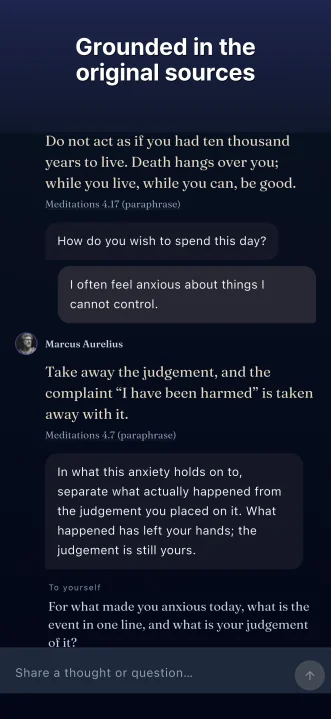 Grounded in the
original sources
Do not act as if you had ten thousand
years to live. Death hangs over you;
while you live, while you can, be good.
Meditations 4.17 (paraphrase)
How do you wish to spend this day?
I often feel anxious about things I
cannot control.
Marcus Aurelius
Take away the judgement, and the
complaint “I have been harmed” is taken
away with it.
Meditations 4.7 (paraphrase)
In what this anxiety holds on to,
separate what actually happened from
the judgement you placed on it. What
happened has left your hands; the
judgement is still yours.
To yourself
For what made you anxious today, what is the
event in one line, and what is your judgement
of it?
Share a thought or question...